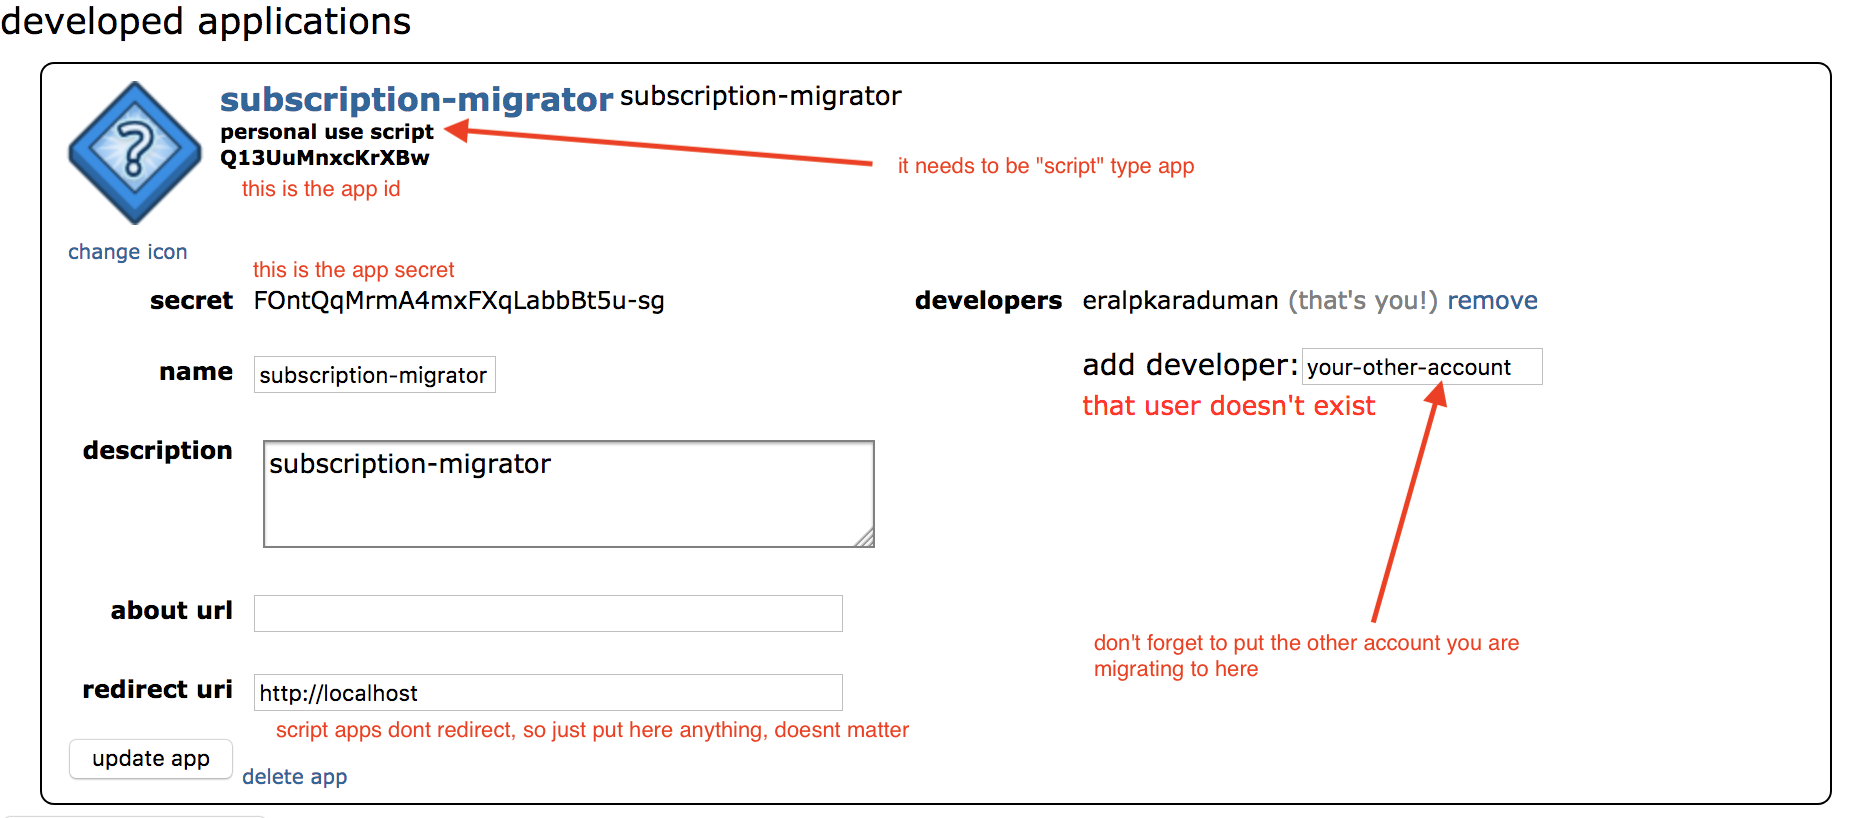 developed applications
subscription-migrator subscription-migrator
personal use script
Q13UuMnxcKrXBw
it needs to be "script" type app
this is the app id
change icon
this is the app secret
secret FOntQqMrmA4mxFXqLabbBt5u-sg
developers eralpkaraduman (that's you!) remove
name subscription-migrator
add developer: your-other-account
that user doesn't exist
description subscription-migrator
about url
don't forget to put the other account you are
migrating to here
redirect uri http://localhost
script apps dont redirect, so just put here anything, doesnt matter
update app
delete app